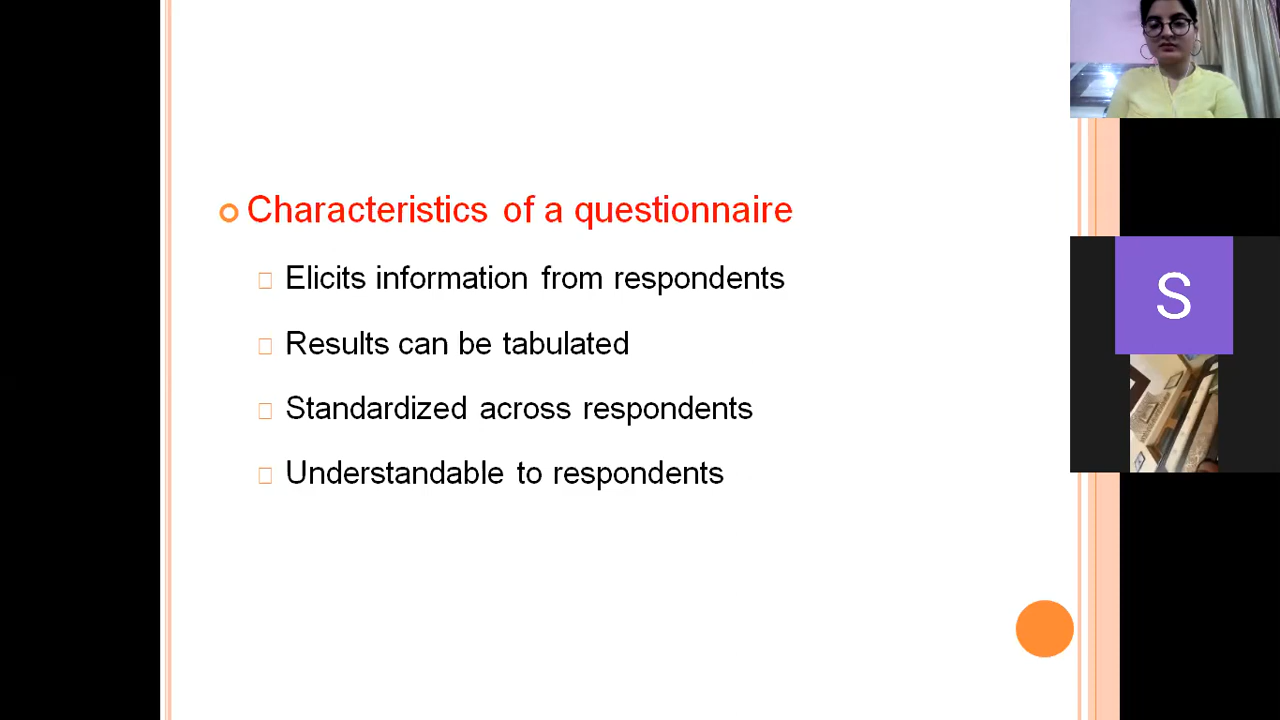 Characteristics of a questionnaire
Elicits information from respondents
Results can be tabulated
Standardized across respondents
Understandable to respondents
S